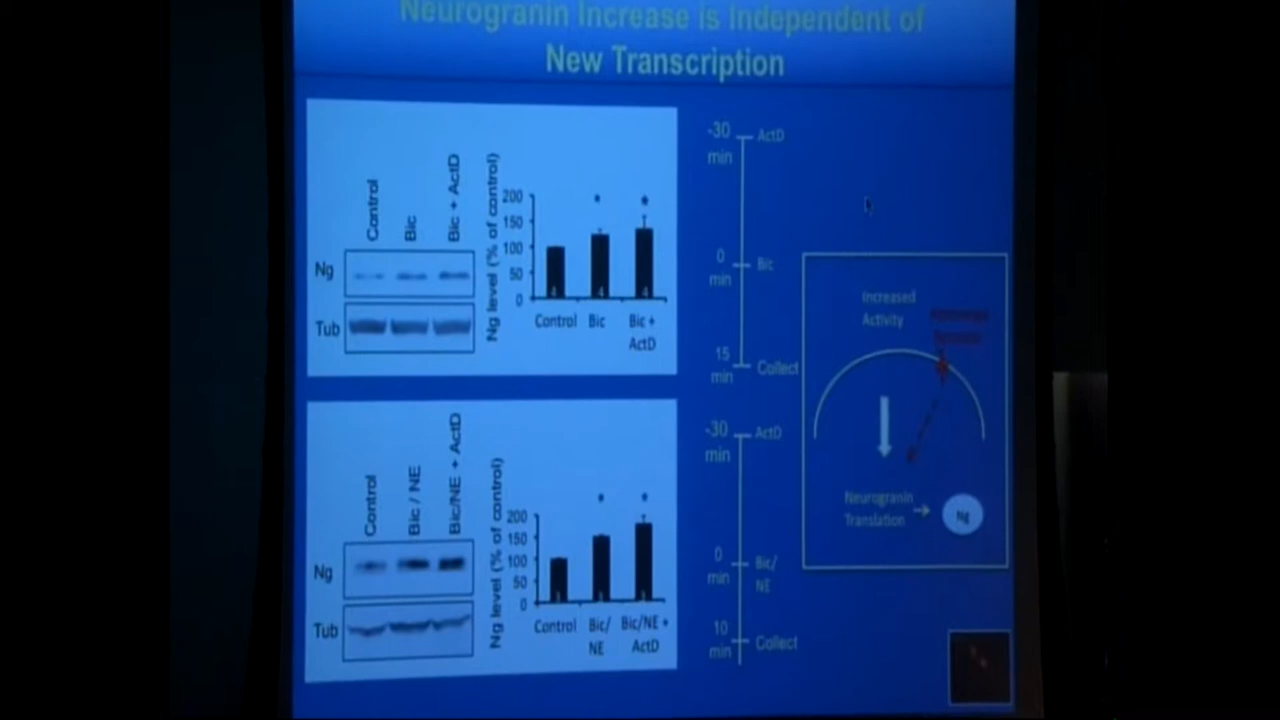 Neurogranin Increase is Independent of
New Transcription
Control
Bic
Bic + ActD
Ng
Tub
Ng level (% of control)
200
150
100
50
0
4
4
4
Control
Bic
Bic +
ActD
-30
min
ActD
0
min
Bic
15
min
Collect
Increased
Activity
Neurogranin
Translation
Ng
Control
Bic / NE
Bic/NE + ActD
Ng
Tub
Ng level (% of control)
200
150
100
50
0
Control
Bic/
NE
Bic/NE +
ActD
-30
min
ActD
0
min
Bic/
NE
10
min
Collect